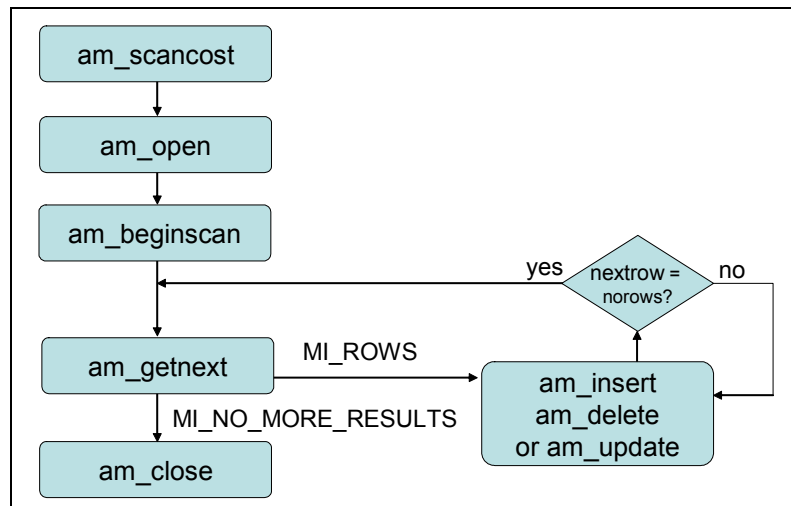 am_scancost
am_open
am_beginscan
yes
nextrow =
norows?
no
am_getnext
MI_ROWS
am_insert
am_delete
or am_update
MI_NO_MORE_RESULTS
am_close